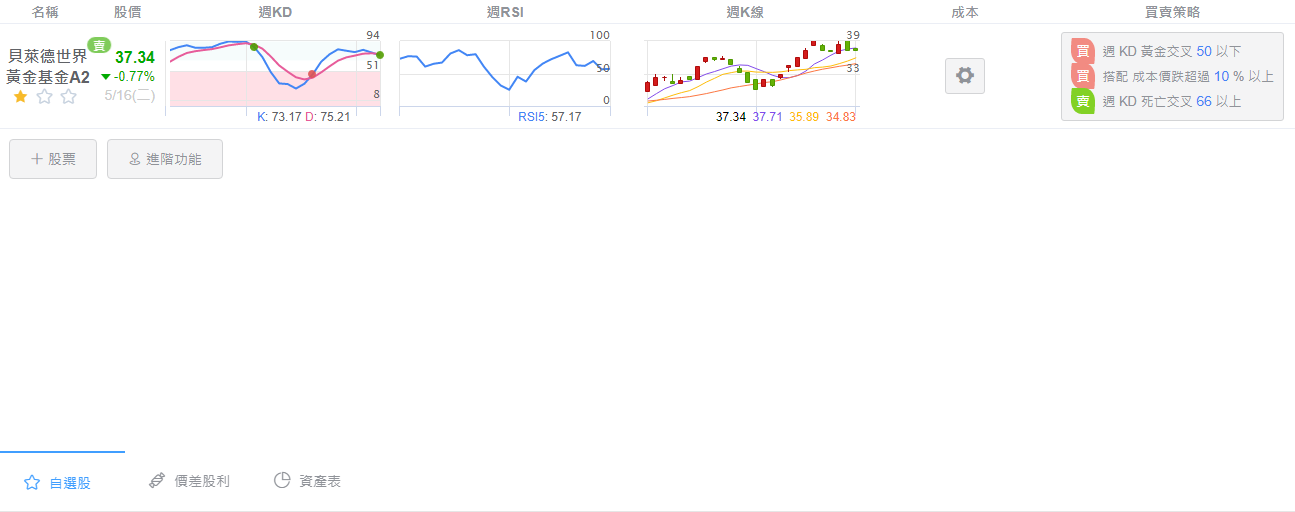 名稱 股價 週KD 週RSI 週K線 成本 買賣策略
貝萊德世界
黃金基金A2
賣
37.34
-0.77%
5/16(二)
94
51
8
K: 73.17 D: 75.21
100
50
0
RSI5: 57.17
39
33
37.34 37.71 35.89 34.83
買 週 KD 黃金交叉 50 以下
買 搭配 成本價跌超過 10 % 以上
賣 週 KD 死亡交叉 66 以上
股票 進階功能
自選股 價差股利 資產表